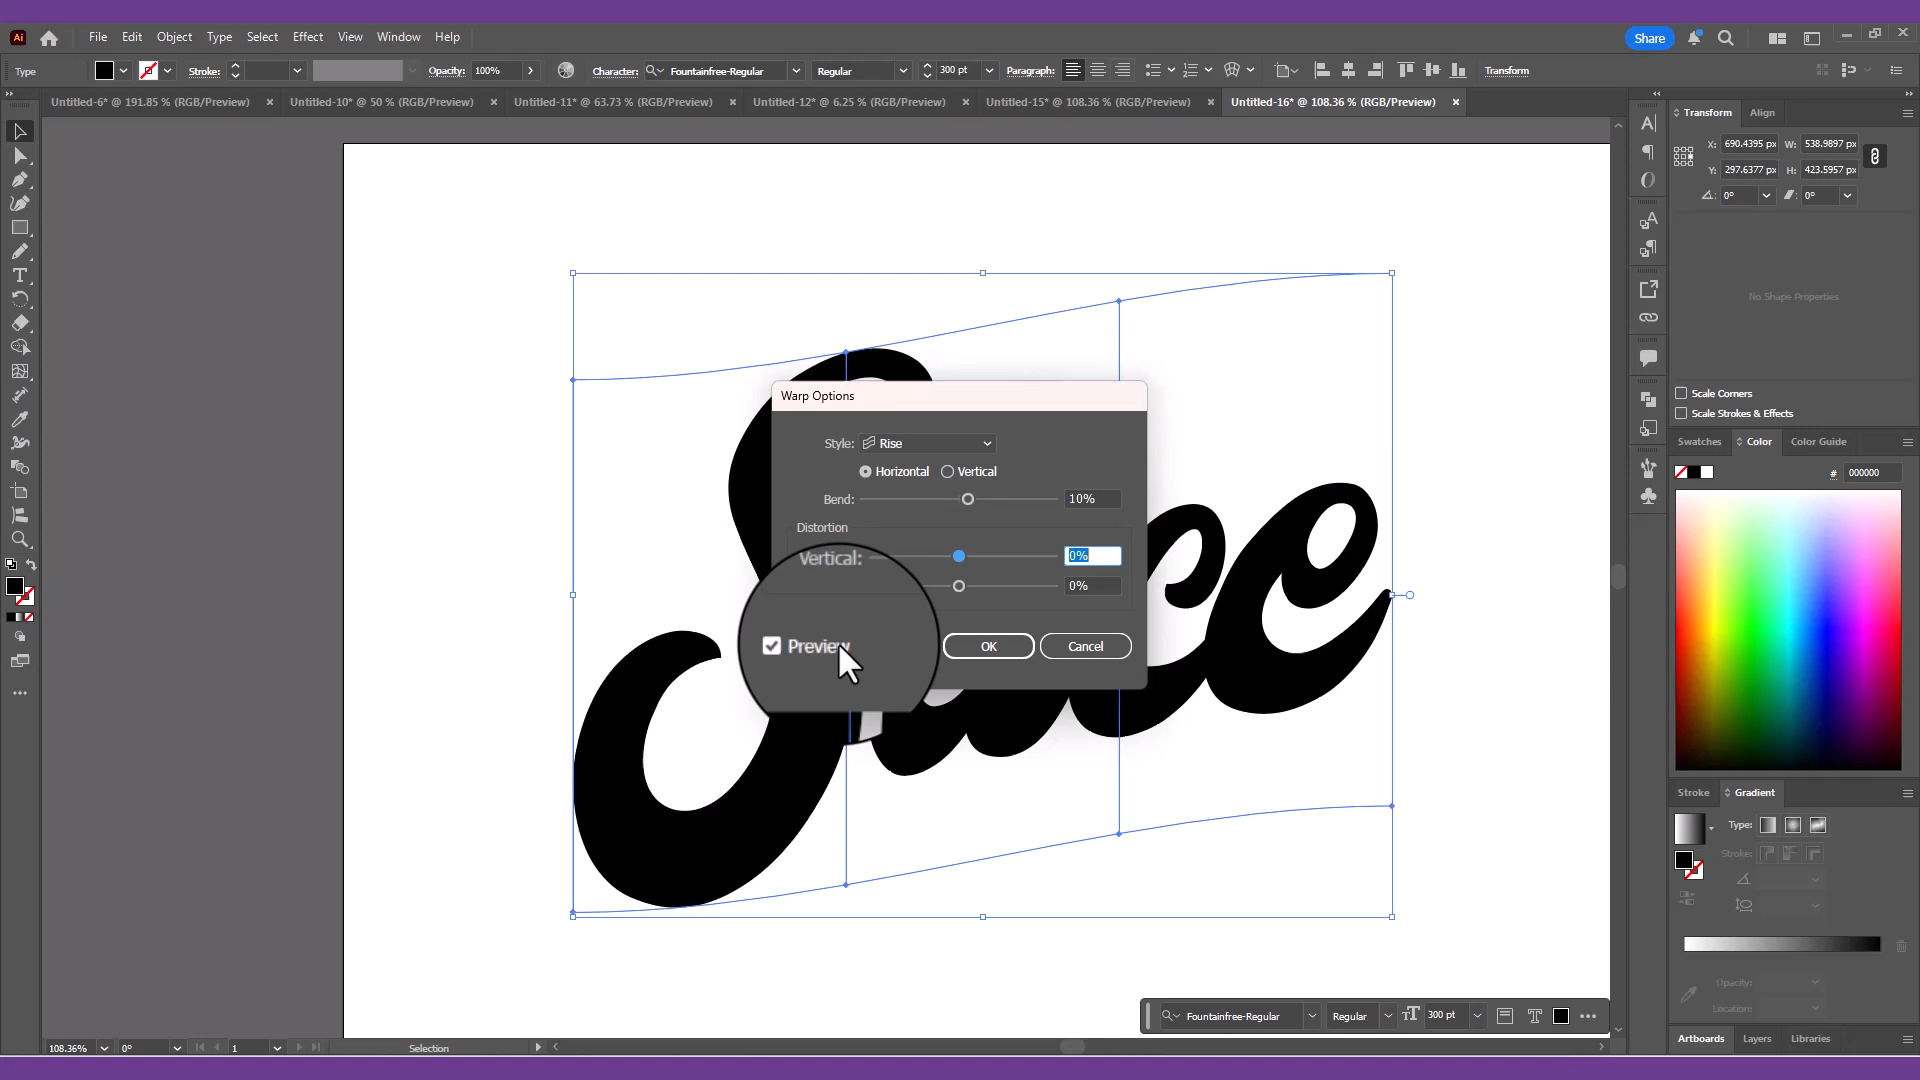 Ai File Edit Object Type Select Effect View Window Help Share
Type Stroke: Opacity: 100% Character: Fountainfree-Regular Regular 300 pt Paragraph: Transform
Untitled-6* @ 191.85 % (RGB/Preview) × Untitled-10* @ 50 % (RGB/Preview) × Untitled-11* @ 63.73 % (RGB/Preview) × Untitled-12* @ 6.25 % (RGB/Preview) × Untitled-15* @ 108.36 % (RGB/Preview) × Untitled-16* @ 108.36 % (RGB/Preview) ×
Transform Align
X: 690.4395 px W: 538.9897 px
Y: 297.6377 px H: 423.5957 px
0° 0°
No Shape Properties
Scale Corners
Scale Strokes & Effects
Swatches Color Color Guide
# 000000
Stroke Gradient
Type:
Stroke:
Opacity:
Location:
Artboards Layers Libraries
Warp Options
Style: Rise
Horizontal Vertical
Bend: 10%
Distortion
Vertical: 0%
0%
Preview OK Cancel
Fountainfree-Regular Regular 300 pt
108.36% 0° 1 Selection